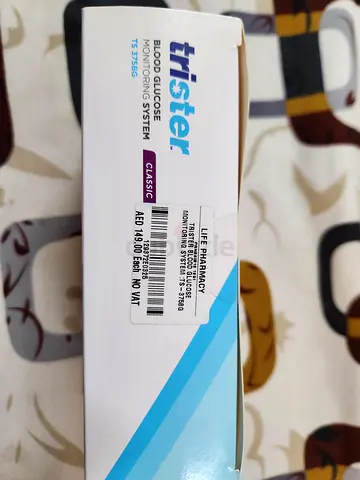 trister
BLOOD GLUCOSE
MONITORING SYSTEM
TS 375BG
CLASSIC
LIFE PHARMACY
TRISTER BLOOD GLUCOSE
MONITORING SYSTEM :TS-375BG
AED 149.00 Each NO VAT